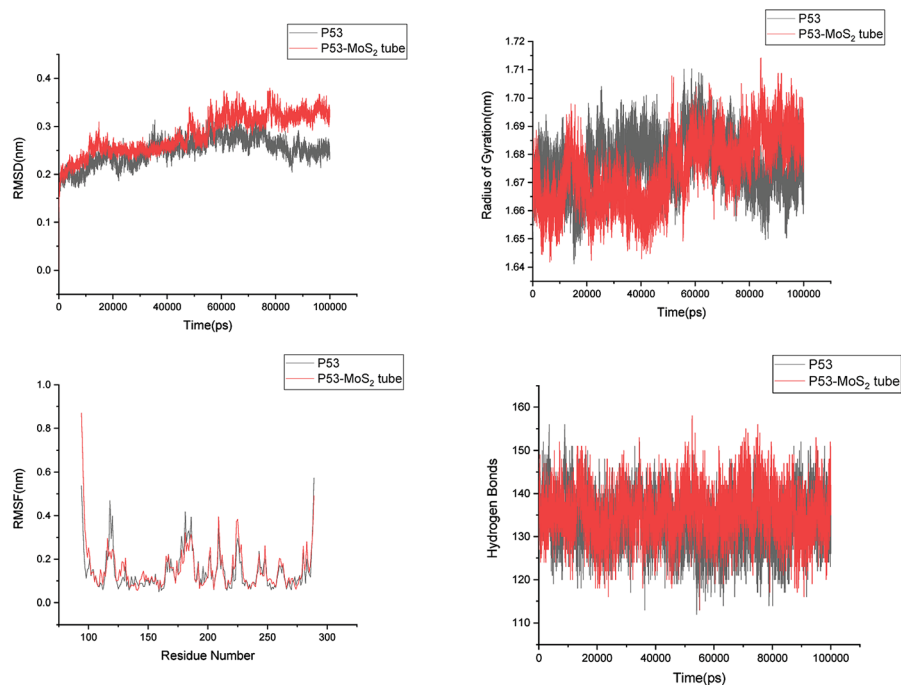 P53
P53-MoS₂ tube
RMSD(nm)
0.4
0.3
0.2
0.1
0.0
0 20000 40000 60000 80000 100000
Time(ps)
P53
P53-MoS₂ tube
Radius of Gyration(nm)
1.72
1.71
1.70
1.69
1.68
1.67
1.66
1.65
1.64
0 20000 40000 60000 80000 100000
Time(ps)
P53
P53-MoS₂ tube
RMSF(nm)
1.0
0.8
0.6
0.4
0.2
0.0
100 150 200 250 300
Residue Number
P53
P53-MoS₂ tube
Hydrogen Bonds
160
150
140
130
120
110
0 20000 40000 60000 80000 100000
Time(ps)